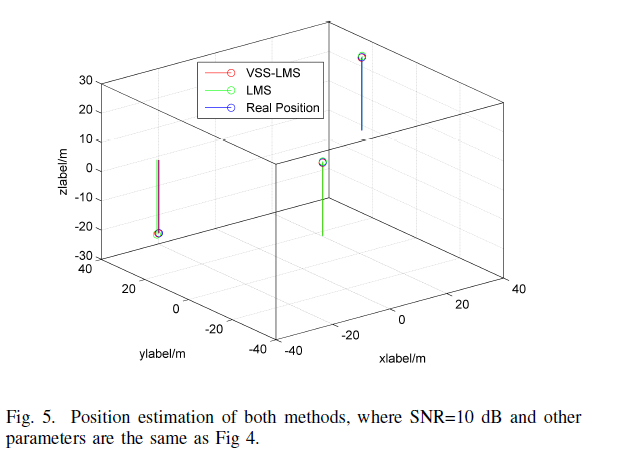 VSS-LMS
LMS
Real Position
zlabel/m
30
20
10
0
-10
-20
-30
40
20
0
-20
-40
ylabel/m
-40
-20
0
20
40
xlabel/m
Fig. 5. Position estimation of both methods, where SNR=10 dB and other
parameters are the same as Fig 4.